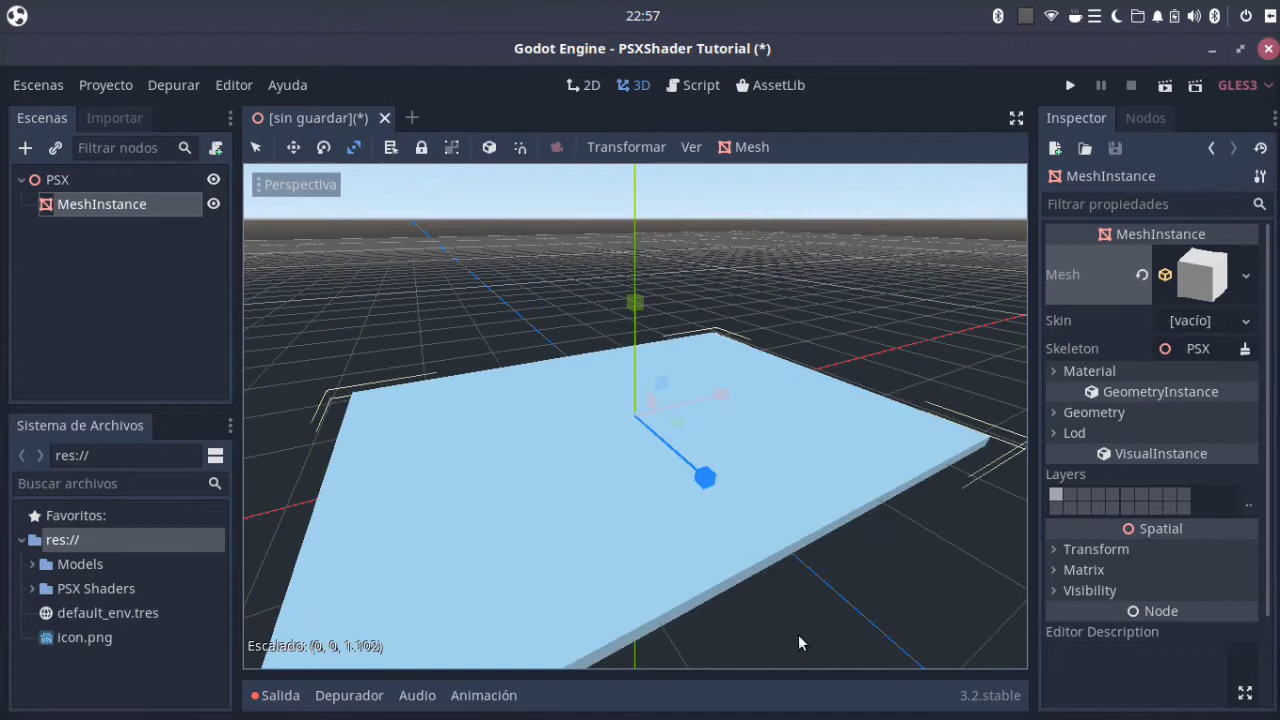 22:57
Godot Engine - PSXShader Tutorial (*)
Escenas Proyecto Depurar Editor Ayuda
2D 3D Script AssetLib
GLES3
Escenas Importar
[sin guardar](*)
Inspector Nodos
Filtrar nodos
Transformar Ver Mesh
PSX
MeshInstance
Perspectiva
MeshInstance
Filtrar propiedades
MeshInstance
Mesh
Skin [vacío]
Skeleton PSX
Material
GeometryInstance
Geometry
Lod
VisualInstance
Layers
..
Spatial
Transform
Matrix
Visibility
Node
Editor Description
Sistema de Archivos
res://
Buscar archivos
Favoritos:
res://
Models
PSX Shaders
default_env.tres
icon.png
Escalado: (0, 0, 1.102)
Salida Depurador Audio Animación
3.2.stable